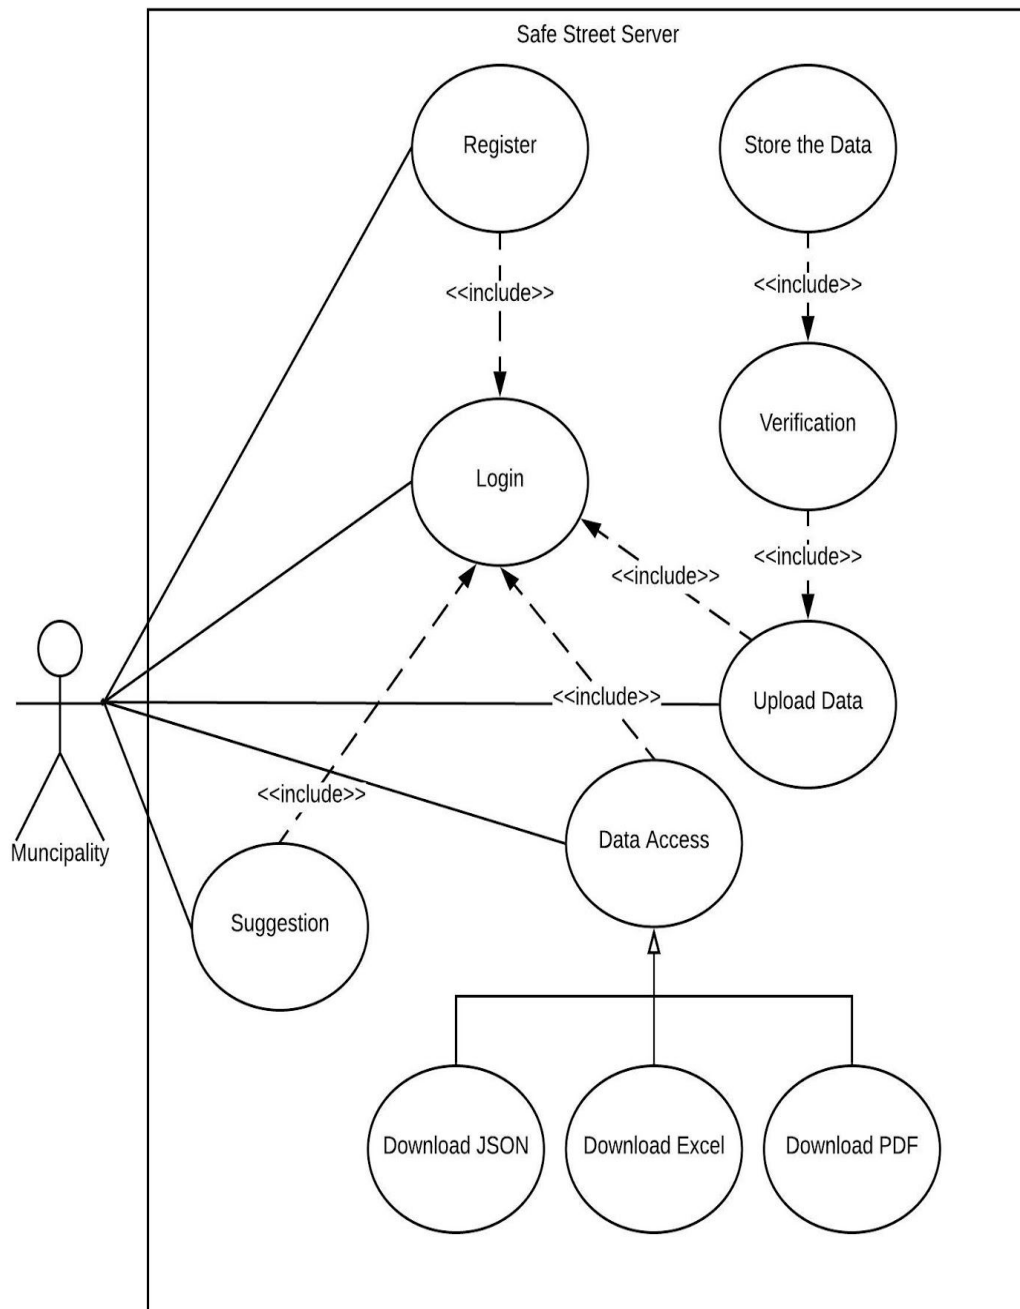 Safe Street Server
Register
Store the Data
<<include>>
<<include>>
Verification
Login
<<include>>
<<include>>
<<include>>
Upload Data
<<include>>
Data Access
Muncipality
Suggestion
Download JSON
Download Excel
Download PDF